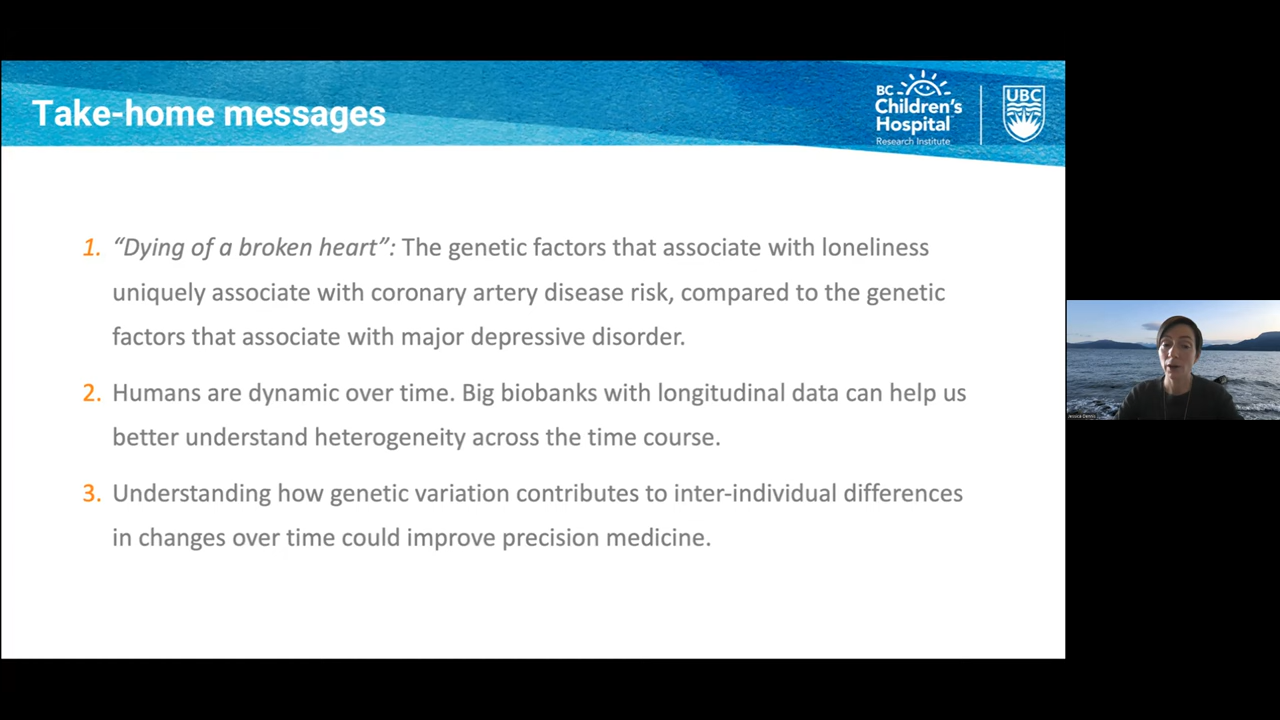 Take-home messages
BC
Children's
Hospital
Research Institute
UBC
1. “Dying of a broken heart”: The genetic factors that associate with loneliness
uniquely associate with coronary artery disease risk, compared to the genetic
factors that associate with major depressive disorder.
2. Humans are dynamic over time. Big biobanks with longitudinal data can help us
better understand heterogeneity across the time course.
3. Understanding how genetic variation contributes to inter-individual differences
in changes over time could improve precision medicine.
Jessica Dennis